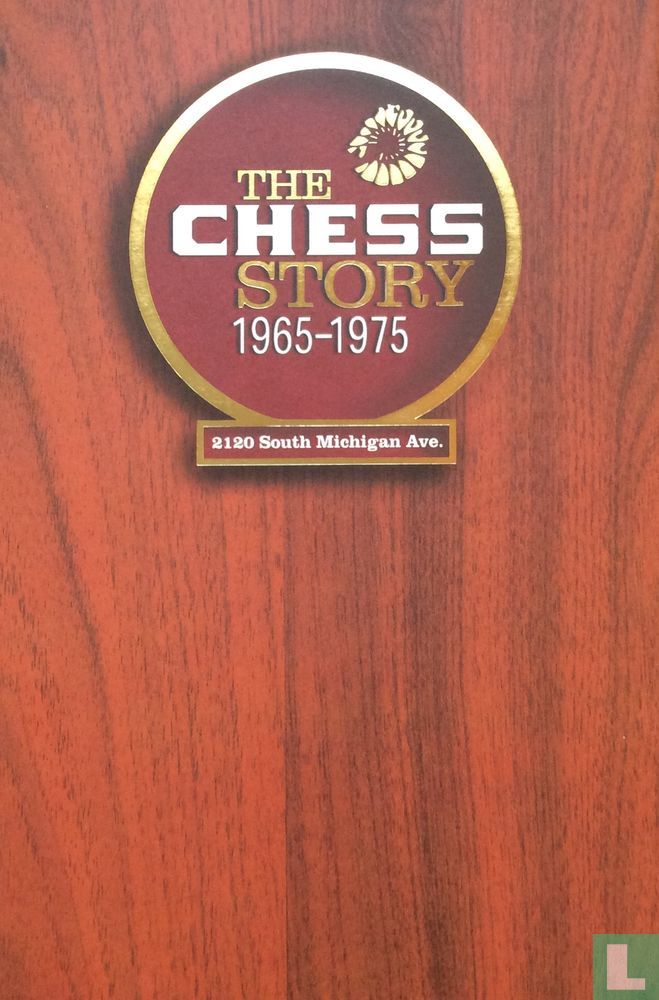 THE
CHESS
STORY
1965–1975
2120 South Michigan Ave.
L